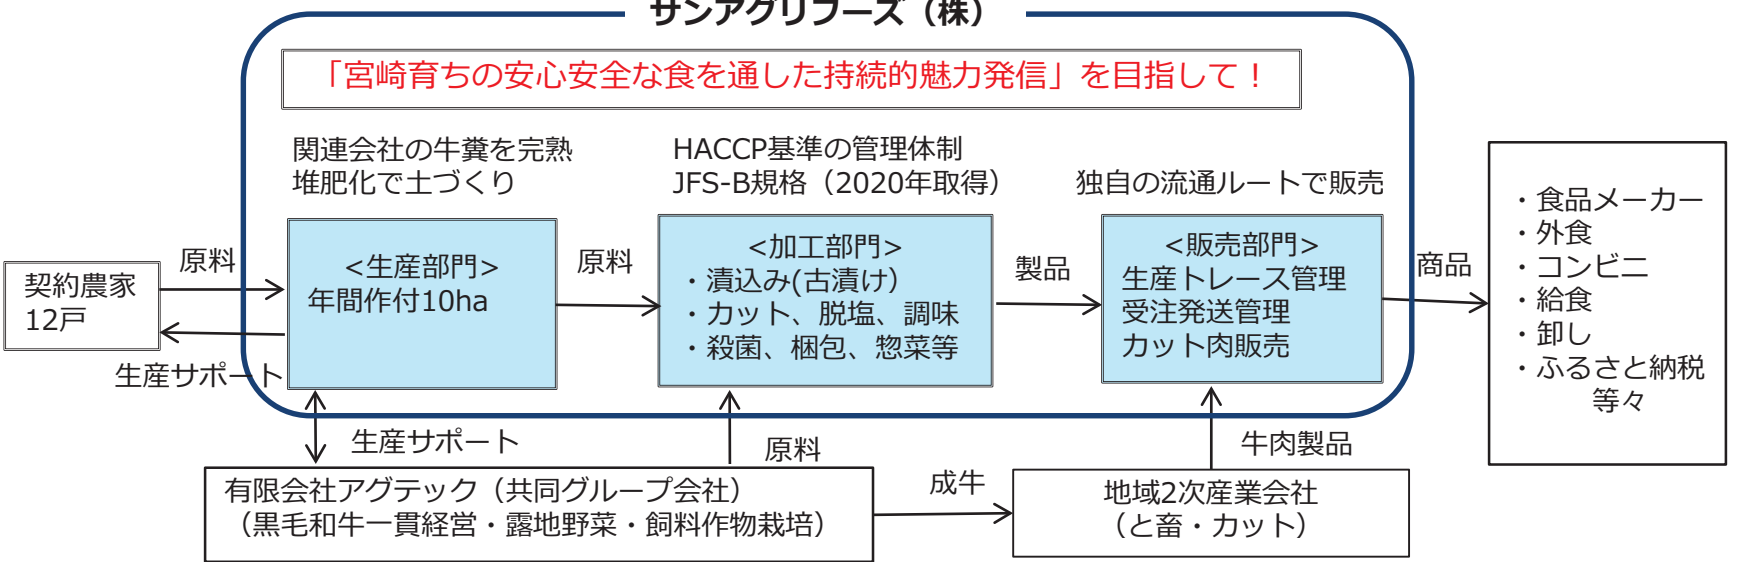 サンアグリフーズ（株）
「宮崎育ちの安心安全な食を通した持続的魅力発信」を目指して！
関連会社の牛糞を完熟
堆肥化で土づくり
HACCP基準の管理体制
JFS-B規格（2020年取得）
独自の流通ルートで販売
契約農家
12戸
原料
生産サポート
<生産部門>
年間作付10ha
原料
<加工部門>
・漬込み(古漬け）
・カット、脱塩、調味
・殺菌、梱包、惣菜等
製品
<販売部門>
生産トレース管理
受注発送管理
カット肉販売
商品
・食品メーカー
・外食
・コンビニ
・給食
・卸し
・ふるさと納税
等々
生産サポート
原料
牛肉製品
有限会社アグテック（共同グループ会社）
（黒毛和牛一貫経営・露地野菜・飼料作物栽培）
成牛
地域2次産業会社
（と畜・カット）